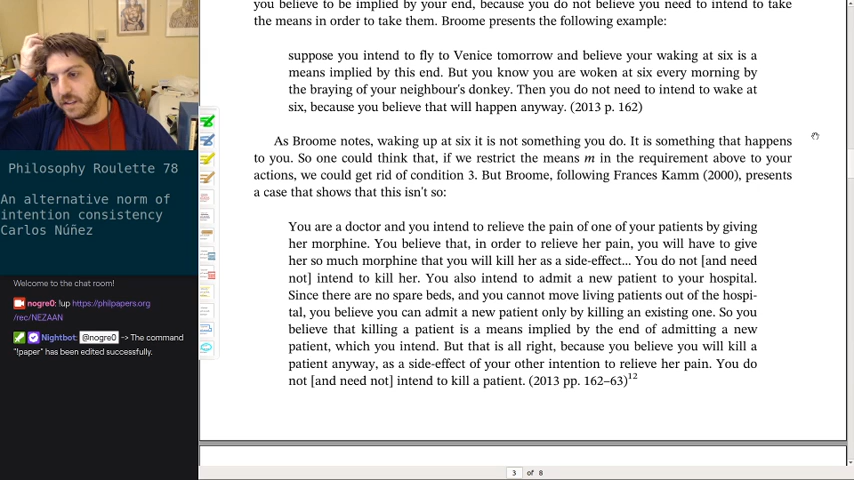 you believe to be implied by your end, because you do not believe you need to intend to take
the means in order to take them. Broome presents the following example:
suppose you intend to fly to Venice tomorrow and believe your waking at six is a
means implied by this end. But you know you are woken at six every morning by
the braying of your neighbour's donkey. Then you do not need to intend to wake at
six, because you believe that will happen anyway. (2013 p. 162)
As Broome notes, waking up at six it is not something you do. It is something that happens
to you. So one could think that, if we restrict the means m in the requirement above to your
actions, we could get rid of condition 3. But Broome, following Frances Kamm (2000), presents
a case that shows that this isn't so:
You are a doctor and you intend to relieve the pain of one of your patients by giving
her morphine. You believe that, in order to relieve her pain, you will have to give
her so much morphine that you will kill her as a side-effect... You do not [and need
not] intend to kill her. You also intend to admit a new patient to your hospital.
Since there are no spare beds, and you cannot move living patients out of the hospi-
tal, you believe you can admit a new patient only by killing an existing one. So you
believe that killing a patient is a means implied by the end of admitting a new
patient, which you intend. But that is all right, because you believe you will kill a
patient anyway, as a side-effect of your other intention to relieve her pain. You do
not [and need not] intend to kill a patient. (2013 pp. 162–63)12
3 of 8
Philosophy Roulette 78
An alternative norm of
intention consistency
Carlos Núñez
Welcome to the chat room!
nogre0: !up https://philpapers.org
/rec/NEZAAN
Nightbot: @nogre0 -> The command
"!paper" has been edited successfully.